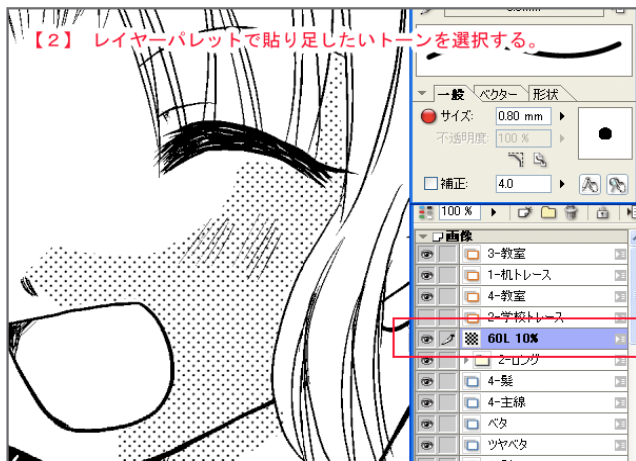 【２】 レイヤーパレットで貼り足したいトーンを選択する。
一般 ベクター 形状
サイズ: 0.80 mm
不透明度: 100 %
補正: 4.0
100 %
画像
3-教室
1-机トレース
4-教室
2-学校トレース
60L 10%
2-ロング
4-髪
4-主線
ベタ
ツヤベタ